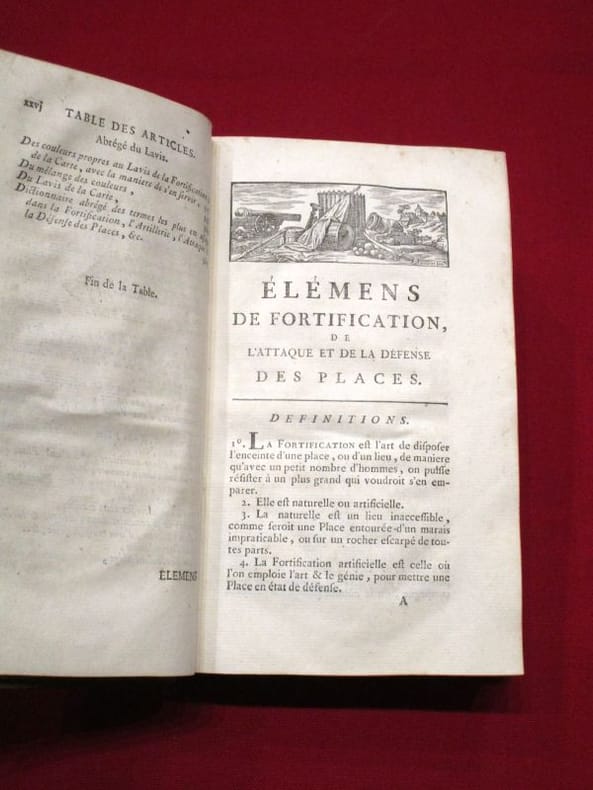 xxvj TABLE DES ARTICLES.
Abrégé du Lavis.
Des couleurs propres au Lavis de la Fortification,
de la Carte, avec la maniere de s'en servir,
Du mélange des couleurs,
Du Lavis de la Carte,
Dictionnaire abrégé des termes les plus en
dans la Fortification, l'Artillerie, l'Attaque
la Défense des Places, &c.
Fin de la Table.
ÉLÉMENS
ÉLÉMENS
DE FORTIFICATION,
DE
L'ATTAQUE ET DE LA DÉFENSE
DES PLACES.
DEFINITIONS.
1°. LA FORTIFICATION eſt l'art de diſpoſer
l'enceinte d'une place, ou d'un lieu, de maniere
qu'avec un petit nombre d'hommes, on puiſſe
réſiſter à un plus grand qui voudroit s'en em-
parer.
2. Elle eſt naturelle ou artificielle.
3. La naturelle eſt un lieu inacceſſible,
comme ſeroit une Place entourée d'un marais
impraticable, ou ſur un rocher eſcarpé de tou-
tes parts.
4. La Fortification artificielle eſt celle où
l'on emploie l'art & le génie, pour mettre une
Place en état de défenſe.
A